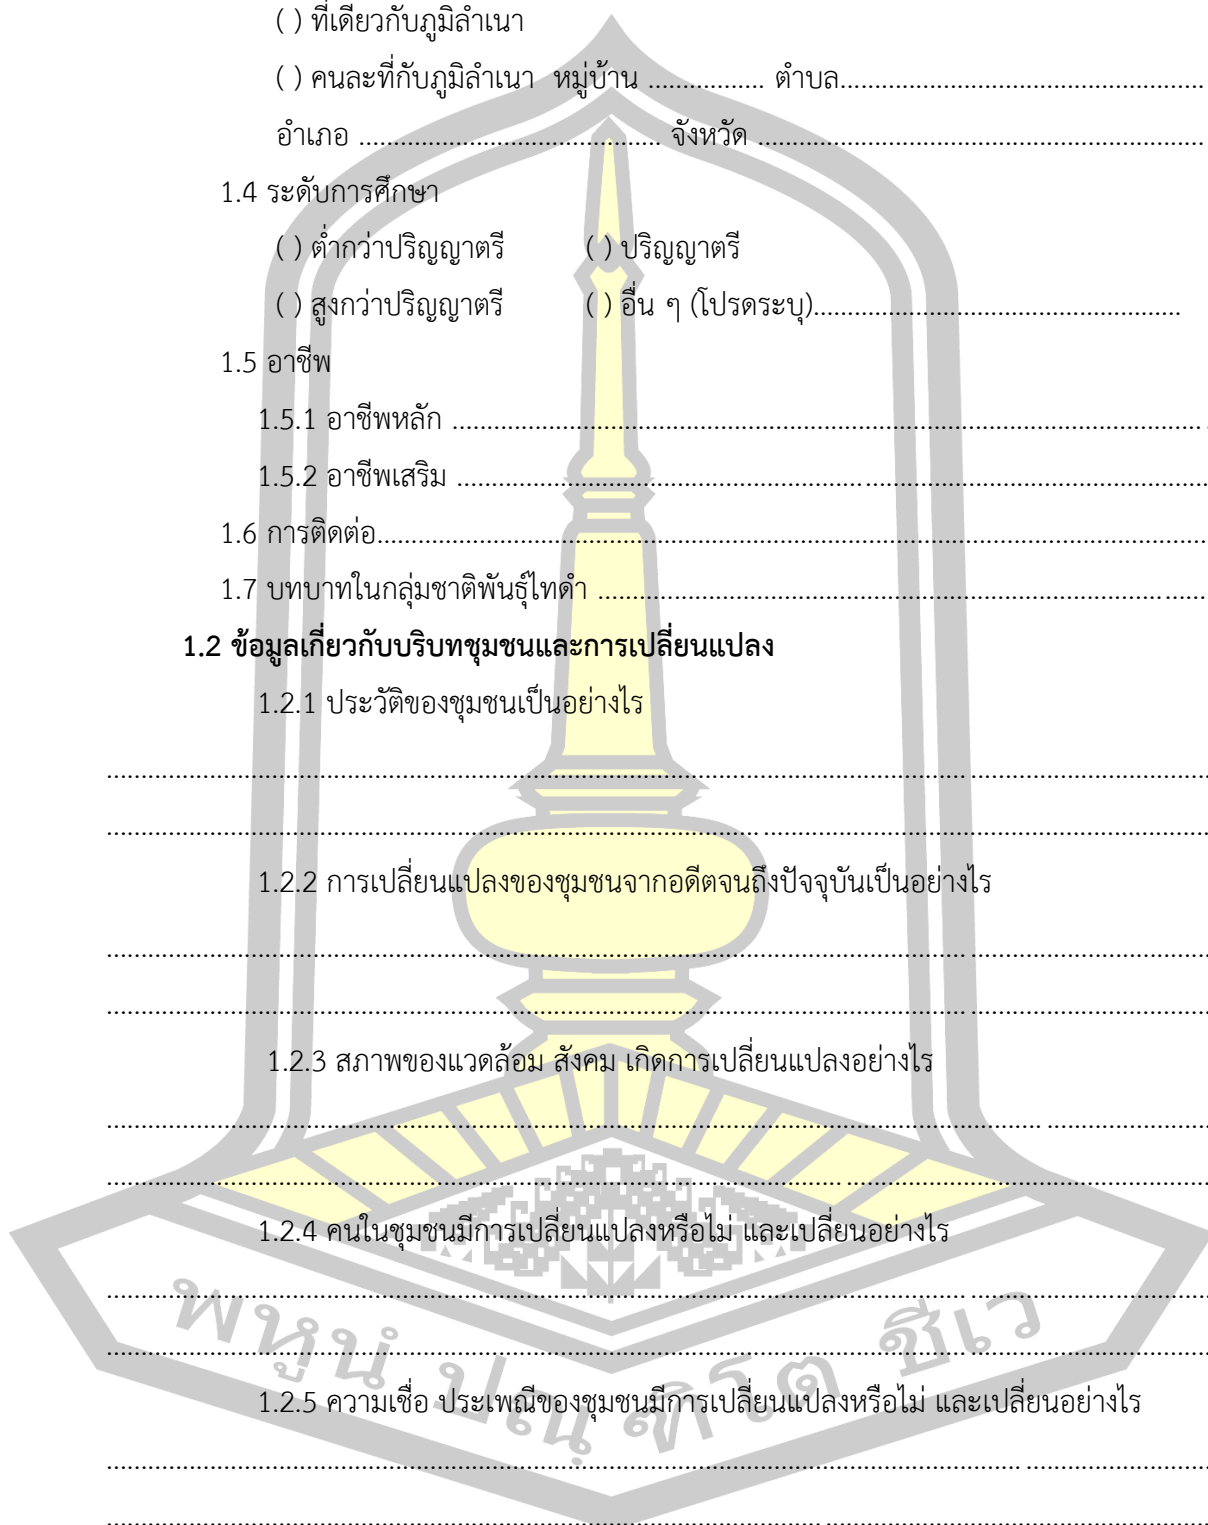 ( ) ที่เดียวกับภูมิลำเนา
( ) คนละที่กับภูมิลำเนา หมู่บ้าน ................. ตำบล.....................................................
อำเภอ ............................................ จังหวัด .................................................................
1.4 ระดับการศึกษา
( ) ต่ำกว่าปริญญาตรี ( ) ปริญญาตรี
( ) สูงกว่าปริญญาตรี ( ) อื่น ๆ (โปรดระบุ).....................................................
1.5 อาชีพ
1.5.1 อาชีพหลัก ..............................................................................................................
1.5.2 อาชีพเสริม ..............................................................................................................
1.6 การติดต่อ.........................................................................................................................
1.7 บทบาทในกลุ่มชาติพันธุ์ไทดำ .........................................................................................
1.2 ข้อมูลเกี่ยวกับบริบทชุมชนและการเปลี่ยนแปลง
1.2.1 ประวัติของชุมชนเป็นอย่างไร
................................................................................................................................................................
................................................................................................................................................................
1.2.2 การเปลี่ยนแปลงของชุมชนจากอดีตจนถึงปัจจุบันเป็นอย่างไร
................................................................................................................................................................
................................................................................................................................................................
1.2.3 สภาพของแวดล้อม สังคม เกิดการเปลี่ยนแปลงอย่างไร
................................................................................................................................................................
................................................................................................................................................................
1.2.4 คนในชุมชนมีการเปลี่ยนแปลงหรือไม่ และเปลี่ยนอย่างไร
................................................................................................................................................................
................................................................................................................................................................
1.2.5 ความเชื่อ ประเพณีของชุมชนมีการเปลี่ยนแปลงหรือไม่ และเปลี่ยนอย่างไร
................................................................................................................................................................
................................................................................................................................................................
พหูนํ ปณฺฑิโต ชีเว